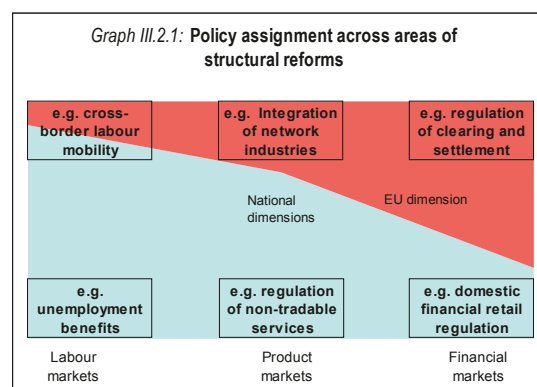 Graph III.2.1: Policy assignment across areas of
structural reforms
e.g. cross-
border labour
mobility
e.g. Integration
of network
industries
e.g. regulation
of clearing and
settlement
National
dimensions
EU dimension
e.g.
unemployment
benefits
e.g. regulation
of non-tradable
services
e.g. domestic
financial retail
regulation
Labour
markets
Product
markets
Financial
markets